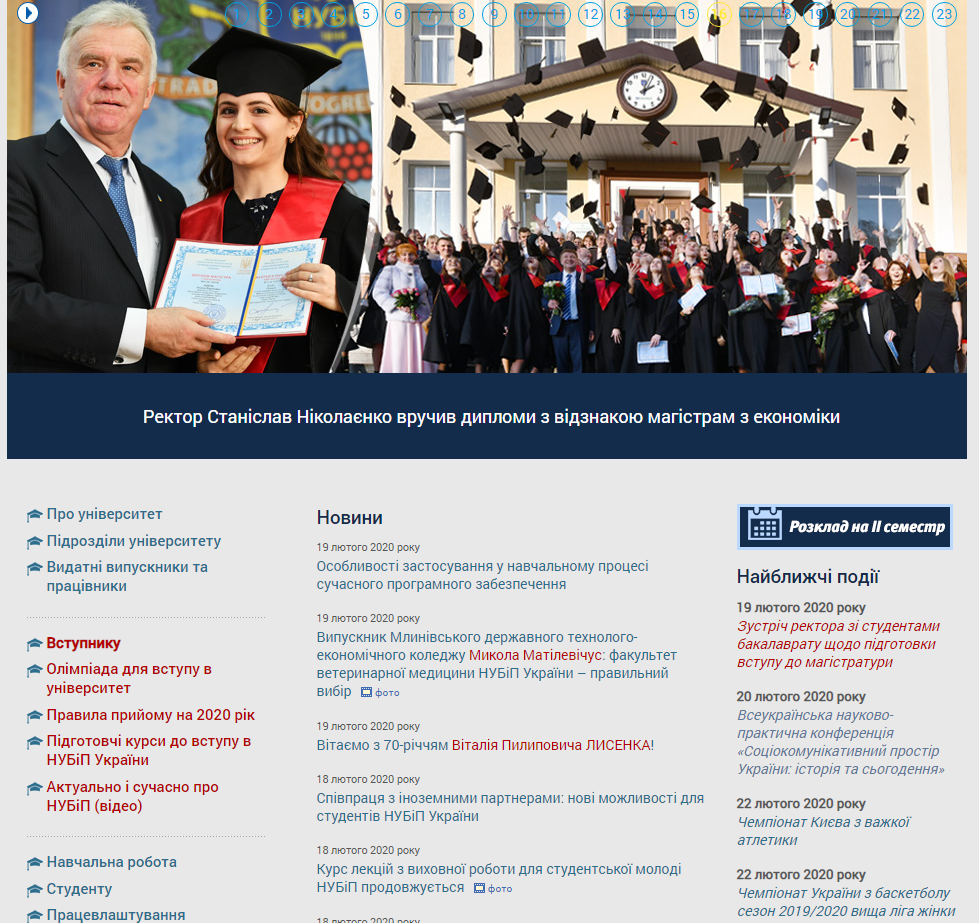 1 2 3 4 5 6 7 8 9 10 11 12 13 14 15 16 17 18 19 20 21 22 23
НУБіП
TRAD
PROGRE
Ректор Станіслав Ніколаєнко вручив дипломи з відзнакою магістрам з економіки
Про університет
Підрозділи університету
Видатні випускники та
працівники
Вступнику
Олімпіада для вступу в
університет
Правила прийому на 2020 рік
Підготовчі курси до вступу в
НУБіП України
Актуально і сучасно про
НУБіП (відео)
Навчальна робота
Студенту
Працевлаштування
Новини
19 лютого 2020 року
Особливості застосування у навчальному процесі
сучасного програмного забезпечення
19 лютого 2020 року
Випускник Млинівського державного технолого-
економічного коледжу Микола Матілевічус: факультет
ветеринарної медицини НУБіП України – правильний
вибір фото
19 лютого 2020 року
Вітаємо з 70-річчям Віталія Пилиповича ЛИСЕНКА!
18 лютого 2020 року
Співпраця з іноземними партнерами: нові можливості для
студентів НУБіП України
18 лютого 2020 року
Курс лекцій з виховної роботи для студентської молоді
НУБіП продовжується фото
18 лютого 2020 року
Розклад на II семестр
Найближчі події
19 лютого 2020 року
Зустріч ректора зі студентами
бакалаврату щодо підготовки
вступу до магістратури
20 лютого 2020 року
Всеукраїнська науково-
практична конференція
«Соціокомунікативний простір
України: історія та сьогодення»
22 лютого 2020 року
Чемпіонат Києва з важкої
атлетики
22 лютого 2020 року
Чемпіонат України з баскетболу
сезон 2019/2020 вища ліга жінки